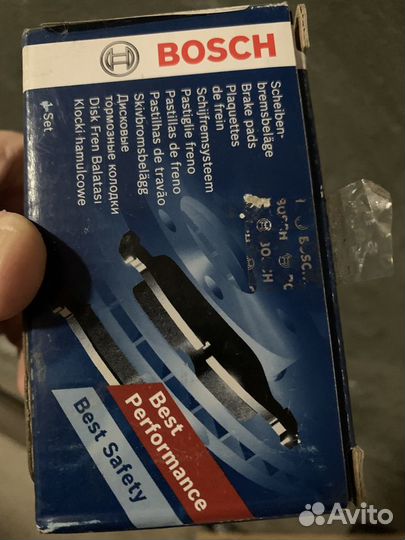 BOSCH
Scheiben-
bremsbeläge
Brake pads
Plaquettes
de frein
Schijfremsysteem
Pastiglie freno
Pastillas de freno
Pastilhas de travão
Skivbromsbelägg
Дисковые
тормозные колодки
Disk Fren Balatası
Klocki hamulcowe
-Set
Best
Performance
Best Safety
Avito